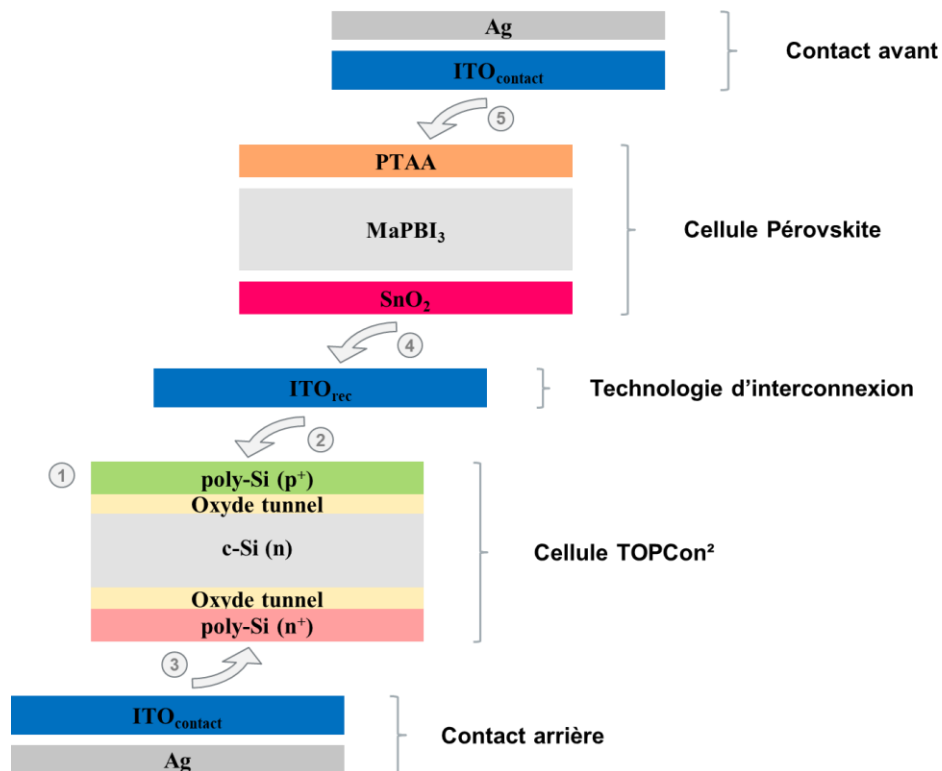 Ag
Contact avant
ITOcontact
5
PTAA
MaPBI3
Cellule Pérovskite
SnO2
4
ITOrec
Technologie d’interconnexion
2
1
poly-Si (p+)
Oxyde tunnel
c-Si (n)
Cellule TOPCon²
Oxyde tunnel
poly-Si (n+)
3
ITOcontact
Contact arrière
Ag